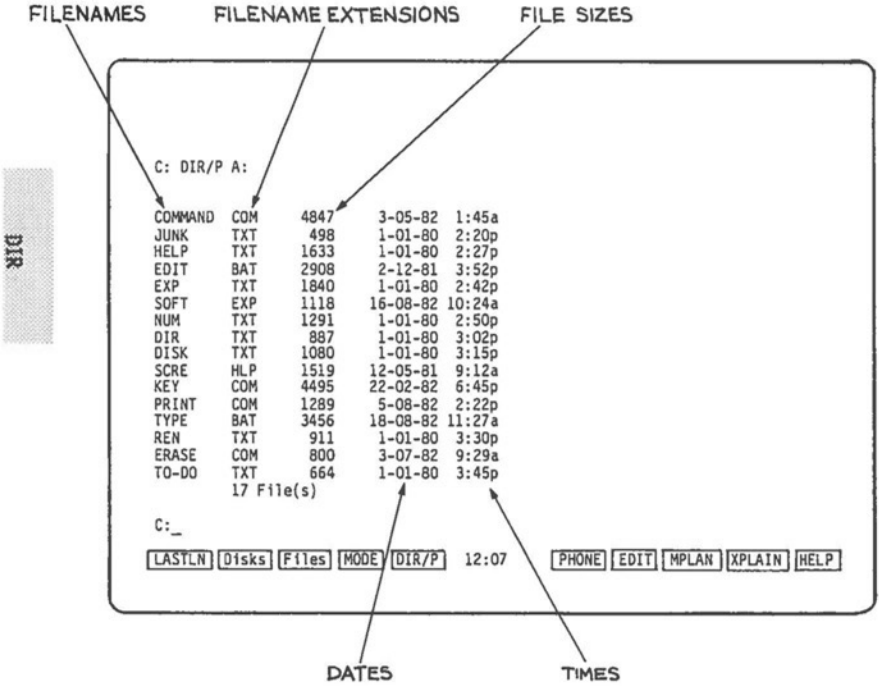 FILENAMES FILENAME EXTENSIONS FILE SIZES
DIR
C: DIR/P A:
COMMAND COM 4847 3-05-82 1:45a
JUNK TXT 498 1-01-80 2:20p
HELP TXT 1633 1-01-80 2:27p
EDIT BAT 2908 2-12-81 3:52p
EXP TXT 1840 1-01-80 2:42p
SOFT EXP 1118 16-08-82 10:24a
NUM TXT 1291 1-01-80 2:50p
DIR TXT 887 1-01-80 3:02p
DISK TXT 1080 1-01-80 3:15p
SCRE HLP 1519 12-05-81 9:12a
KEY COM 4495 22-02-82 6:45p
PRINT COM 1289 5-08-82 2:22p
TYPE BAT 3456 18-08-82 11:27a
REN TXT 911 1-01-80 3:30p
ERASE COM 800 3-07-82 9:29a
TO-DO TXT 664 1-01-80 3:45p
17 File(s)
C:_
LASTLN Disks Files MODE DIR/P 12:07 PHONE EDIT MPLAN XPLAIN HELP
DATES TIMES